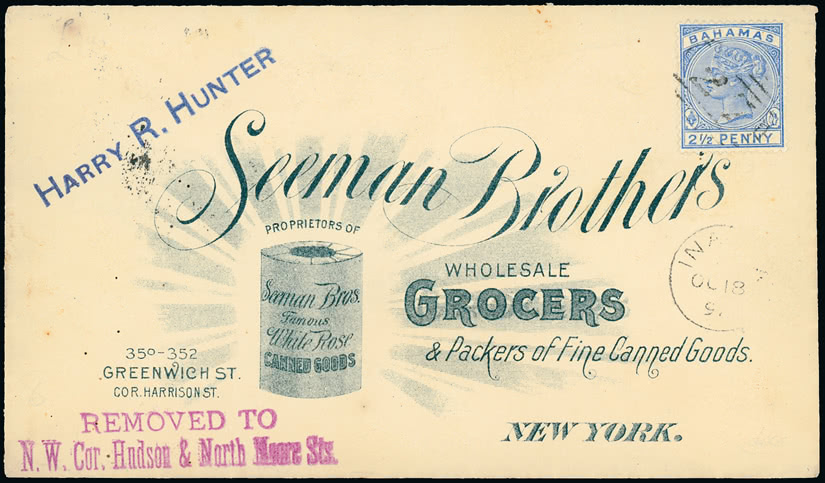 HARRY R. HUNTER
BAHAMAS
2½ PENNY
Seeman Brothers
PROPRIETORS OF
Seeman Bros.
Famous
White Rose
CANNED GOODS
WHOLESALE
GROCERS
& Packers of Fine Canned Goods.
OC 18
350-352
GREENWICH ST.
COR. HARRISON ST.
NEW YORK.
REMOVED TO
N. W. Cor. Hudson & North Moore Sts.